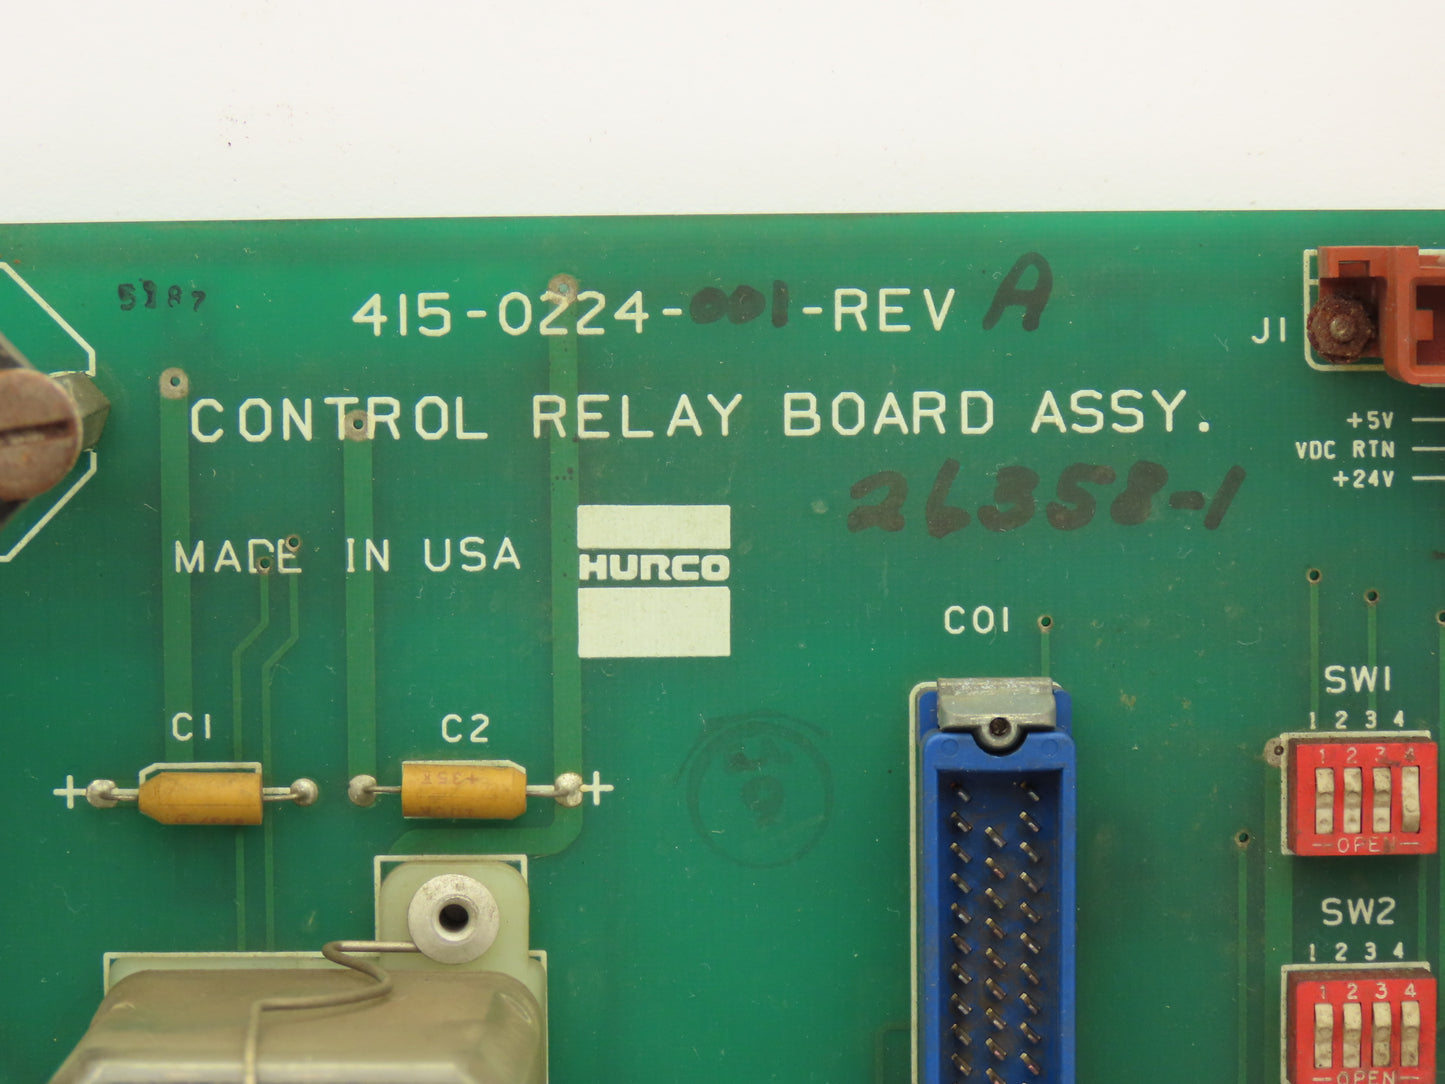 5187
415-0224-001-REV A
J1
CONTROL RELAY BOARD ASSY.
+5V
VDC RTN
+24V
26358-1
MADE IN USA
HURCO
CO1
SW1
1 2 3 4
1 2 3 4
OPEN
C1
C2
+
+
+35K
SW2
1 2 3 4
1 2 3 4
OPEN